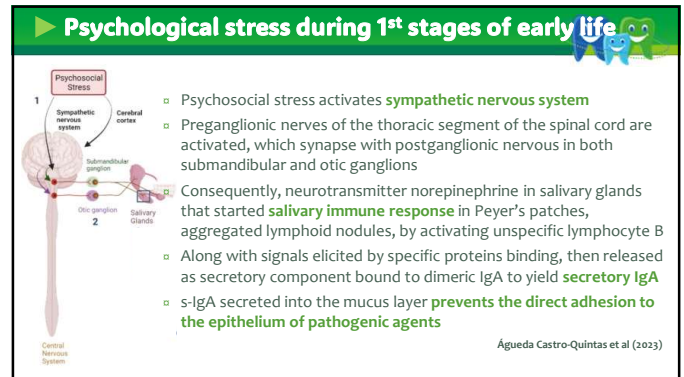 Psychological stress during 1st stages of early life
Psychosocial
Stress
1
Sympathetic
nervous
system
Cerebral
cortex
Submandibular
ganglion
Otic ganglion
2
Salivary
Glands
Central
Nervous
System
▫ Psychosocial stress activates sympathetic nervous system
▫ Preganglionic nerves of the thoracic segment of the spinal cord are
activated, which synapse with postganglionic nervous in both
submandibular and otic ganglions
▫ Consequently, neurotransmitter norepinephrine in salivary glands
that started salivary immune response in Peyer's patches,
aggregated lymphoid nodules, by activating unspecific lymphocyte B
▫ Along with signals elicited by specific proteins binding, then released
as secretory component bound to dimeric IgA to yield secretory IgA
▫ s-IgA secreted into the mucus layer prevents the direct adhesion to
the epithelium of pathogenic agents
Águeda Castro-Quintas et al (2023)